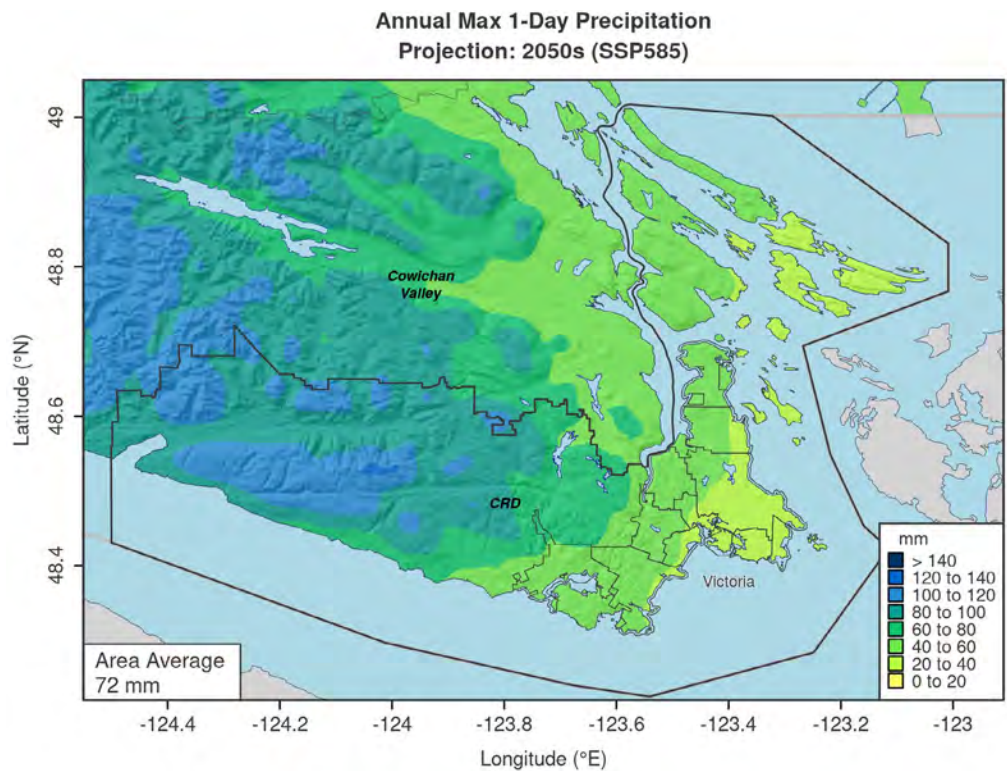 Annual Max 1-Day Precipitation
Projection: 2050s (SSP585)
Latitude (°N)
49
48.8
48.6
48.4
Cowichan
Valley
CRD
Victoria
mm
> 140
120 to 140
100 to 120
80 to 100
60 to 80
40 to 60
20 to 40
0 to 20
Area Average
72 mm
-124.4
-124.2
-124
-123.8
-123.6
-123.4
-123.2
-123
Longitude (°E)